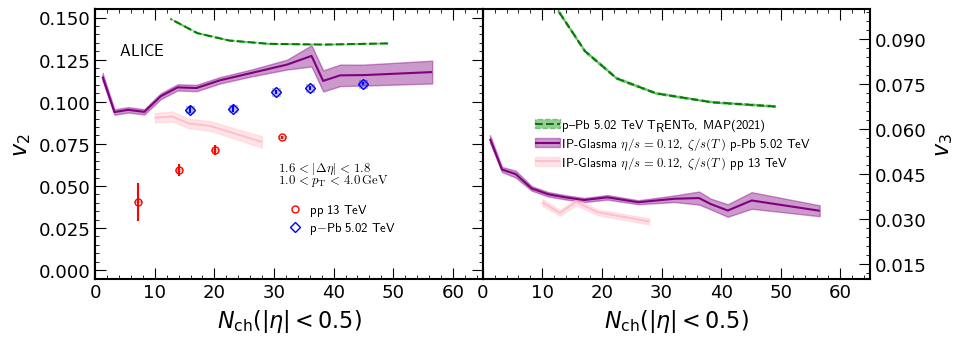 0.150
0.125
0.100
0.075
0.050
0.025
0.000
v₂
ALICE
1.6 < |Δη| < 1.8
1.0 < p_T < 4.0 GeV
pp 13 TeV
p−Pb 5.02 TeV
0 10 20 30 40 50 60
N_ch(|η| < 0.5)
p–Pb 5.02 TeV TRENTo, MAP(2021)
IP-Glasma η/s = 0.12, ζ/s(T) p-Pb 5.02 TeV
IP-Glasma η/s = 0.12, ζ/s(T) pp 13 TeV
0 10 20 30 40 50 60
N_ch(|η| < 0.5)
0.090
0.075
0.060
0.045
0.030
0.015
v₃